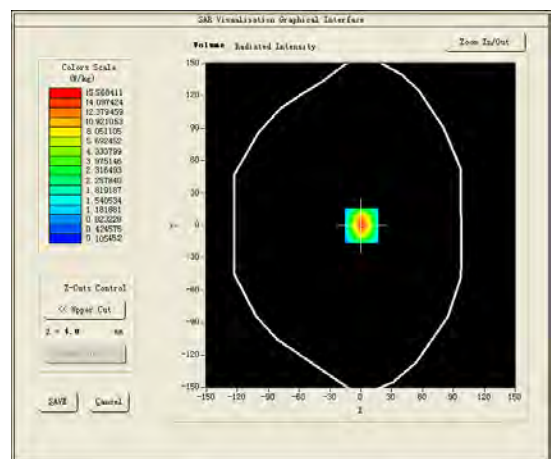 SAR Visualisation Graphical Interface
Volume Radiated Intensity
Zoom In/Out
Colors Scale
(W/kg)
15.568411
14.097424
12.379459
10.921053
8.051105
5.692452
4.330799
3.975146
2.316493
2.257840
1.819187
1.540534
1.181881
0.823228
0.424575
0.105452
150
120
90
60
30
0
-30
-60
-90
-120
-150
Y
-150 -120 -90 -60 -30 0 30 60 90 120 150
X
Z-Cuts Control
<< Upper Cut
Z = 4.0 mm
SAVE
Cancel